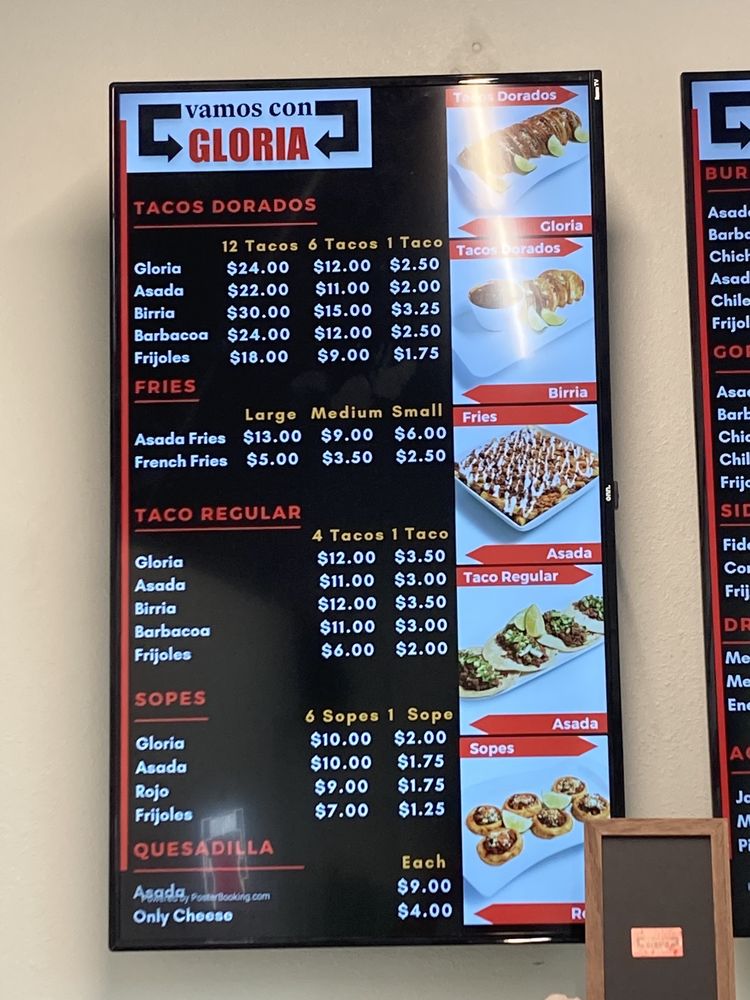 vamos con
GLORIA
TACOS DORADOS
12 Tacos 6 Tacos 1 Taco
Gloria $24.00 $12.00 $2.50
Asada $22.00 $11.00 $2.00
Birria $30.00 $15.00 $3.25
Barbacoa $24.00 $12.00 $2.50
Frijoles $18.00 $9.00 $1.75
FRIES
Large Medium Small
Asada Fries $13.00 $9.00 $6.00
French Fries $5.00 $3.50 $2.50
TACO REGULAR
4 Tacos 1 Taco
Gloria $12.00 $3.50
Asada $11.00 $3.00
Birria $12.00 $3.50
Barbacoa $11.00 $3.00
Frijoles $6.00 $2.00
SOPES
6 Sopes 1 Sope
Gloria $10.00 $2.00
Asada $10.00 $1.75
Rojo $9.00 $1.75
Frijoles $7.00 $1.25
QUESADILLA
Each
Asada $9.00
Powered by PosterBooking.com
Only Cheese $4.00
Tacos Dorados
Gloria
Tacos Dorados
Birria
Fries
Asada
Taco Regular
Asada
Sopes
onn.